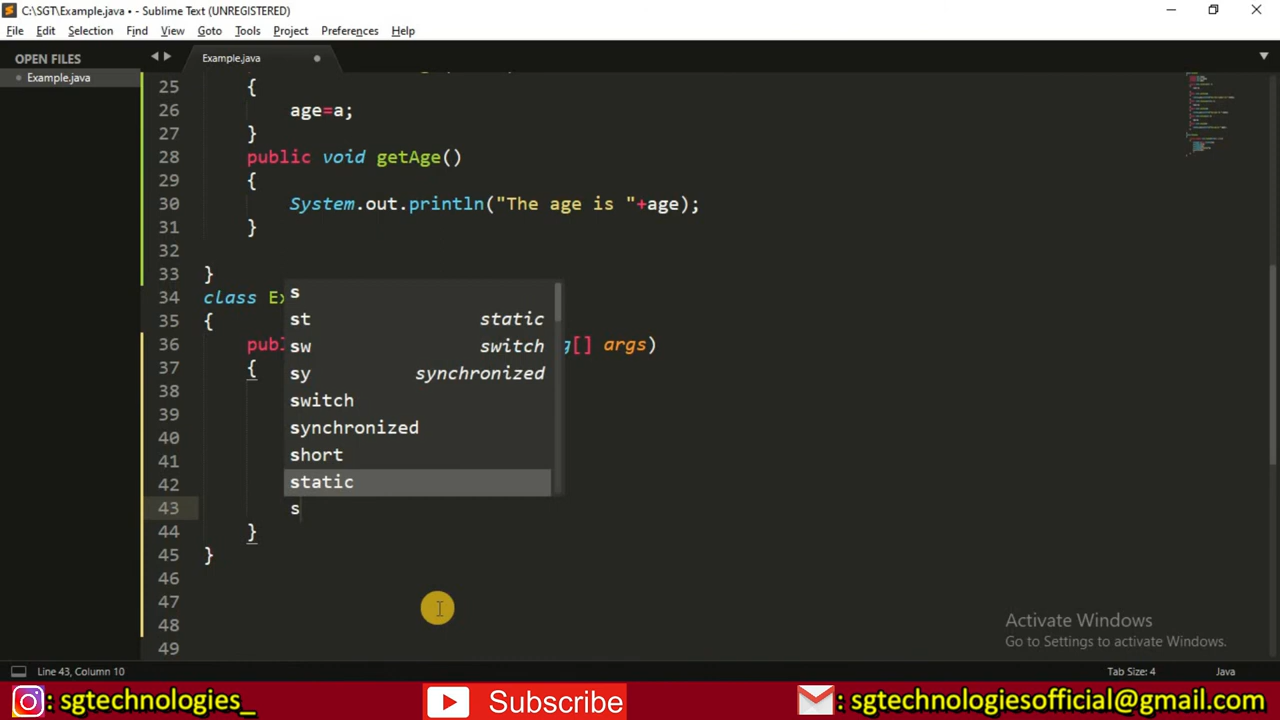 C:\SGT\Example.java • - Sublime Text (UNREGISTERED)
File Edit Selection Find View Goto Tools Project Preferences Help
OPEN FILES
Example.java
Example.java
25 {
26 age=a;
27 }
28 public void getAge()
29 {
30 System.out.println("The age is "+age);
31 }
32
33 }
34 class Ex
35 {
36 publ g[] args)
37 {
38
39
40
41
42
43 s
44 }
45 }
46
47
48
49
s
st static
sw switch
sy synchronized
switch
synchronized
short
static
Activate Windows
Go to Settings to activate Windows.
Line 43, Column 10 Tab Size: 4 Java
: sgtechnologies_ Subscribe : sgtechnologiesofficial@gmail.com